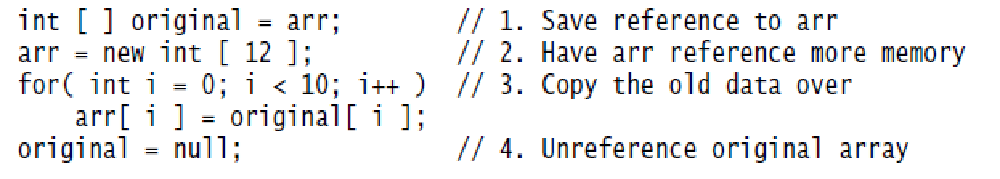 int [ ] original = arr; // 1. Save reference to arr
arr = new int [ 12 ]; // 2. Have arr reference more memory
for( int i = 0; i < 10; i++ ) // 3. Copy the old data over
arr[ i ] = original[ i ];
original = null; // 4. Unreference original array